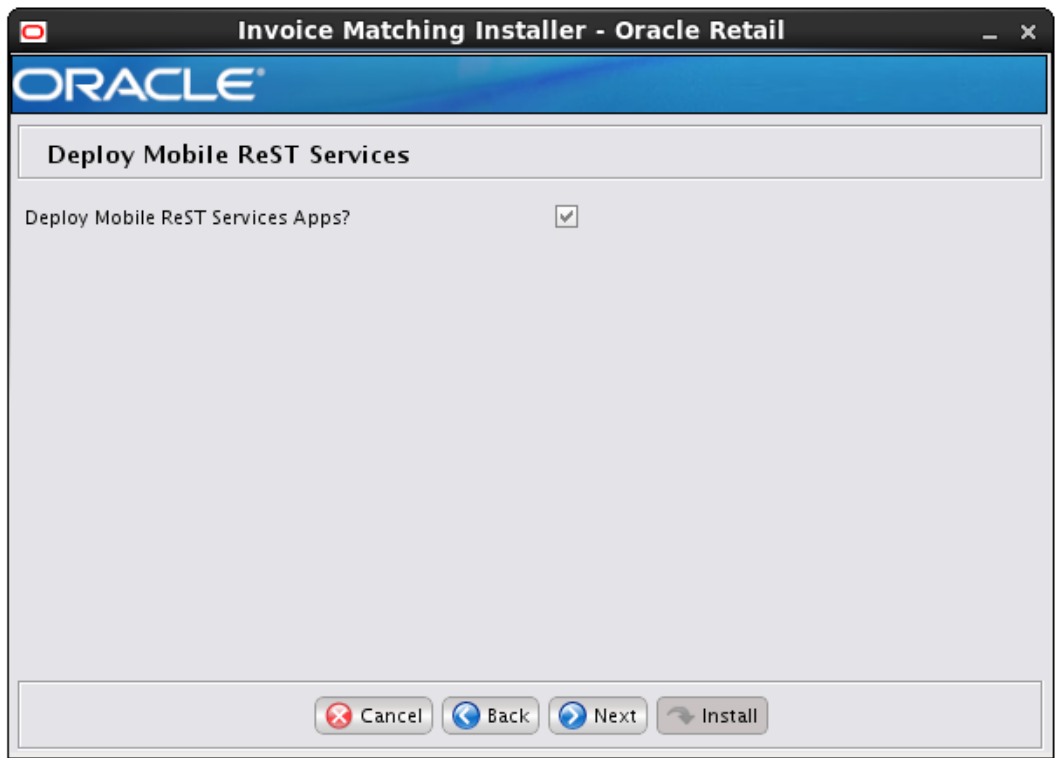 Invoice Matching Installer - Oracle Retail
ORACLE®
Deploy Mobile ReST Services
Deploy Mobile ReST Services Apps?
Cancel Back Next Install